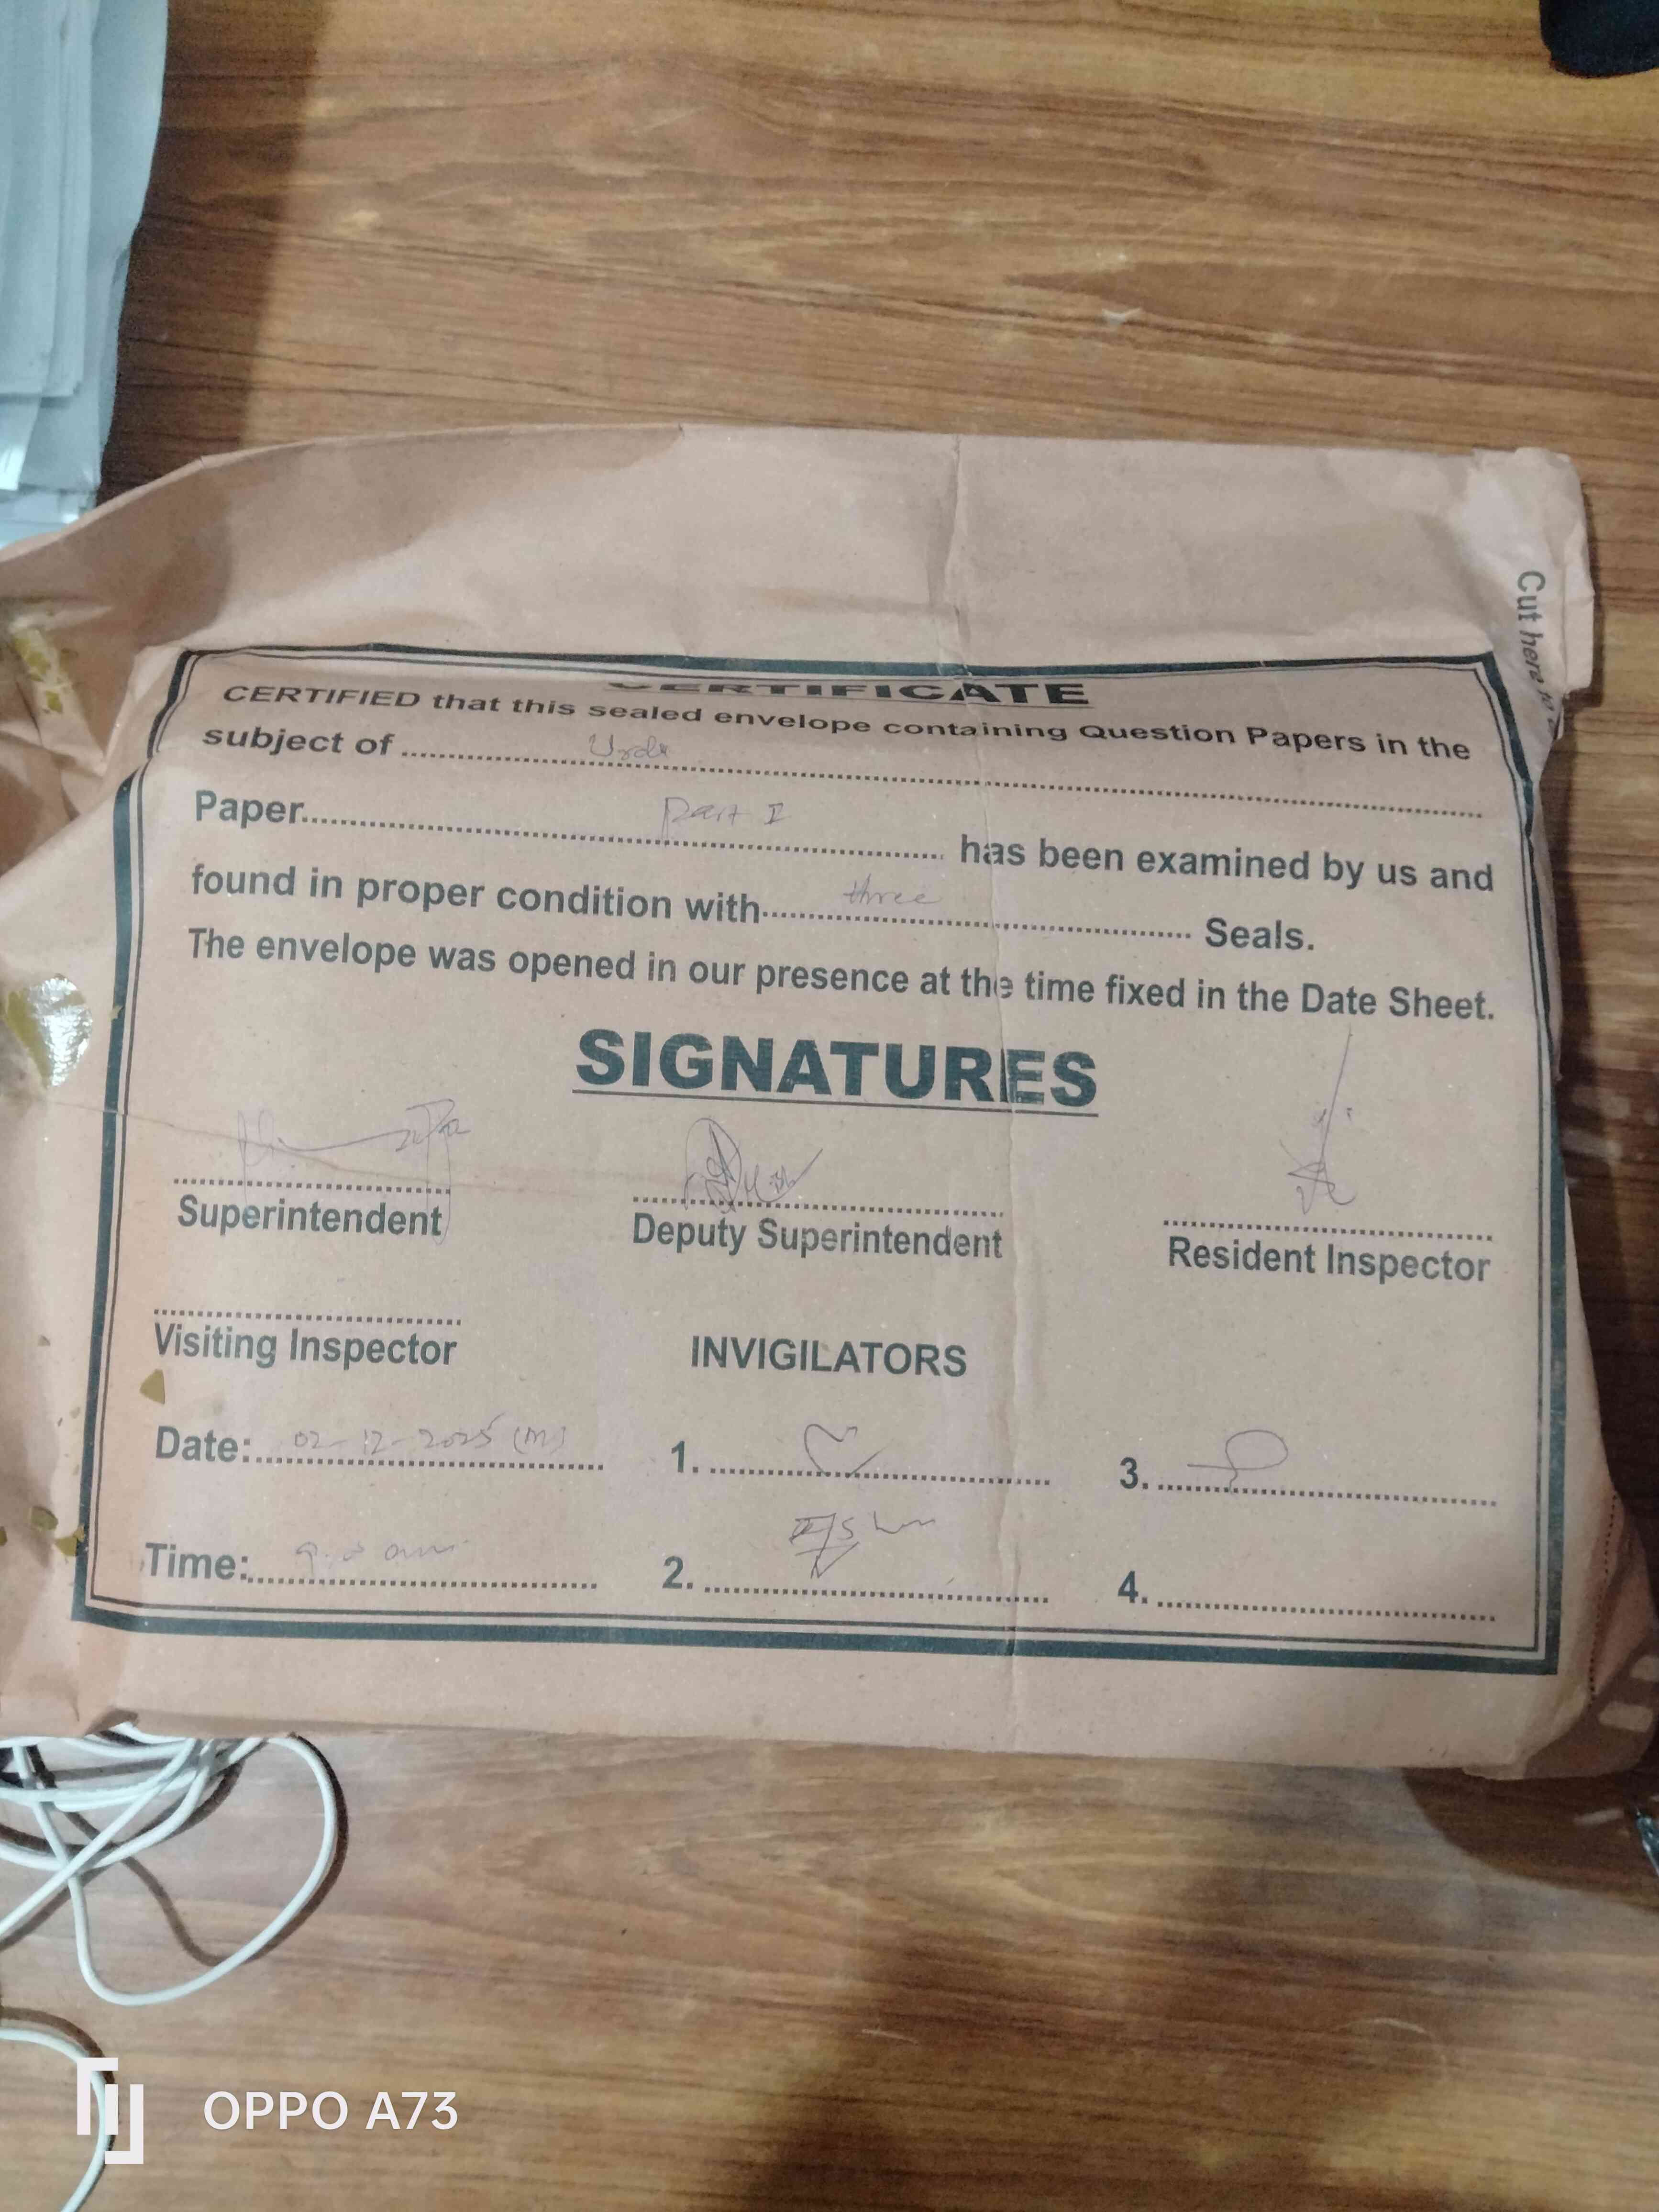 CERTIFICATE
CERTIFIED that this sealed envelope containing Question Papers in the
subject of Urdu
Paper Part I has been examined by us and
found in proper condition with three Seals.
The envelope was opened in our presence at the time fixed in the Date Sheet.
SIGNATURES
Superintendent Deputy Superintendent Resident Inspector
Visiting Inspector INVIGILATORS
Date: 02-12-2025 (M) 1. 3.
Time: am 2. 4.
Cut here
OPPO A73